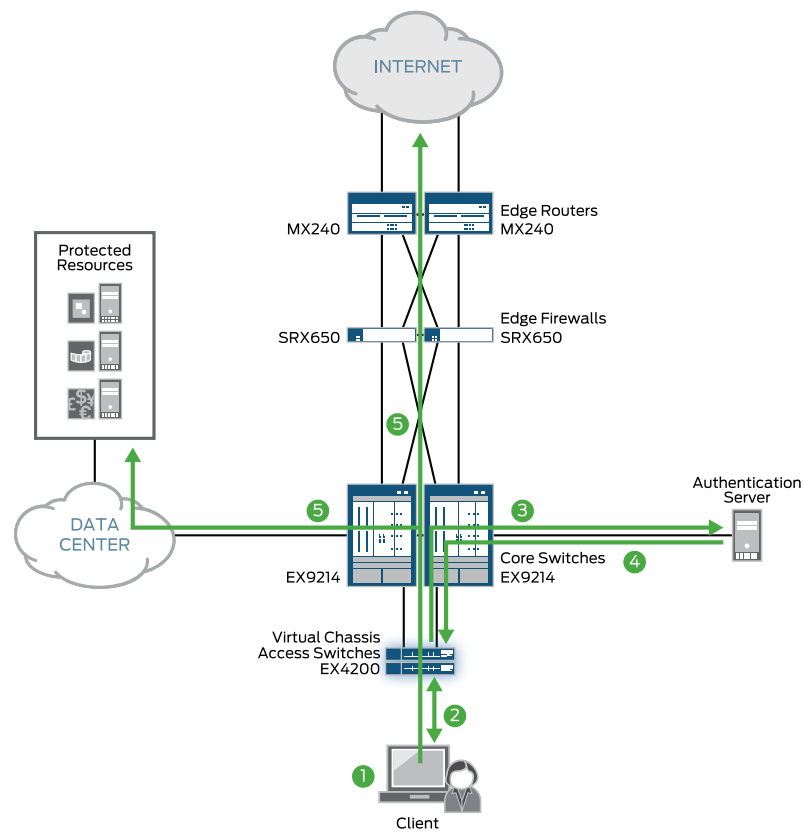 INTERNET
MX240
Edge Routers
MX240
Protected
Resources
SRX650
Edge Firewalls
SRX650
5
Authentication
Server
DATA
CENTER
5
3
EX9214
Core Switches
EX9214
4
Virtual Chassis
Access Switches
EX4200
2
1
Client
£$¥
€